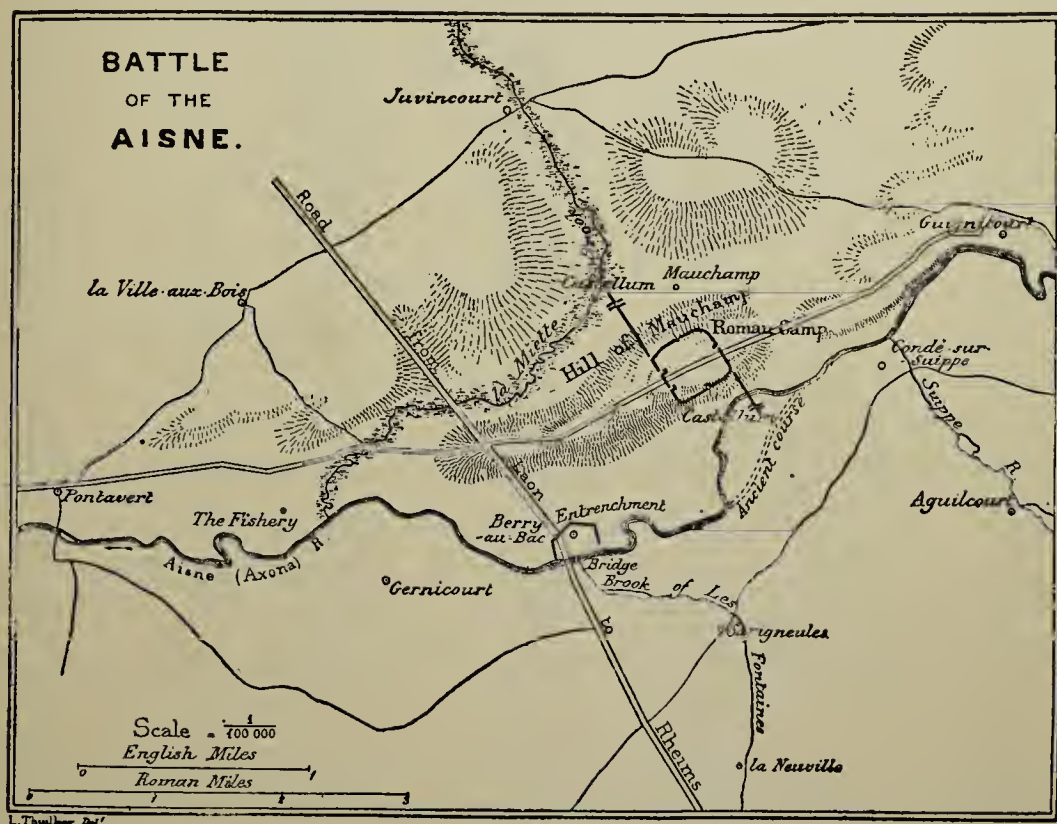 BATTLE
OF THE
AISNE.
Juvincourt
Road
Guignicourt
Mauchamp
la Ville-aux-Bois
from
la Miette
Hill of Mauchamp
Roman Camp
Condé-sur-
Suippe
Suippe R
Laon
Ancient course
Pontavert
The Fishery
Berry
-au-Bac
Entrenchment
Aguilcourt
Aisne (Axona) R
Gernicourt
Bridge
Brook of Les
Fontaines
to
Rheims
la Neuville
Scale = 1/100 000
English Miles
0 1
Roman Miles
0 1 2 3